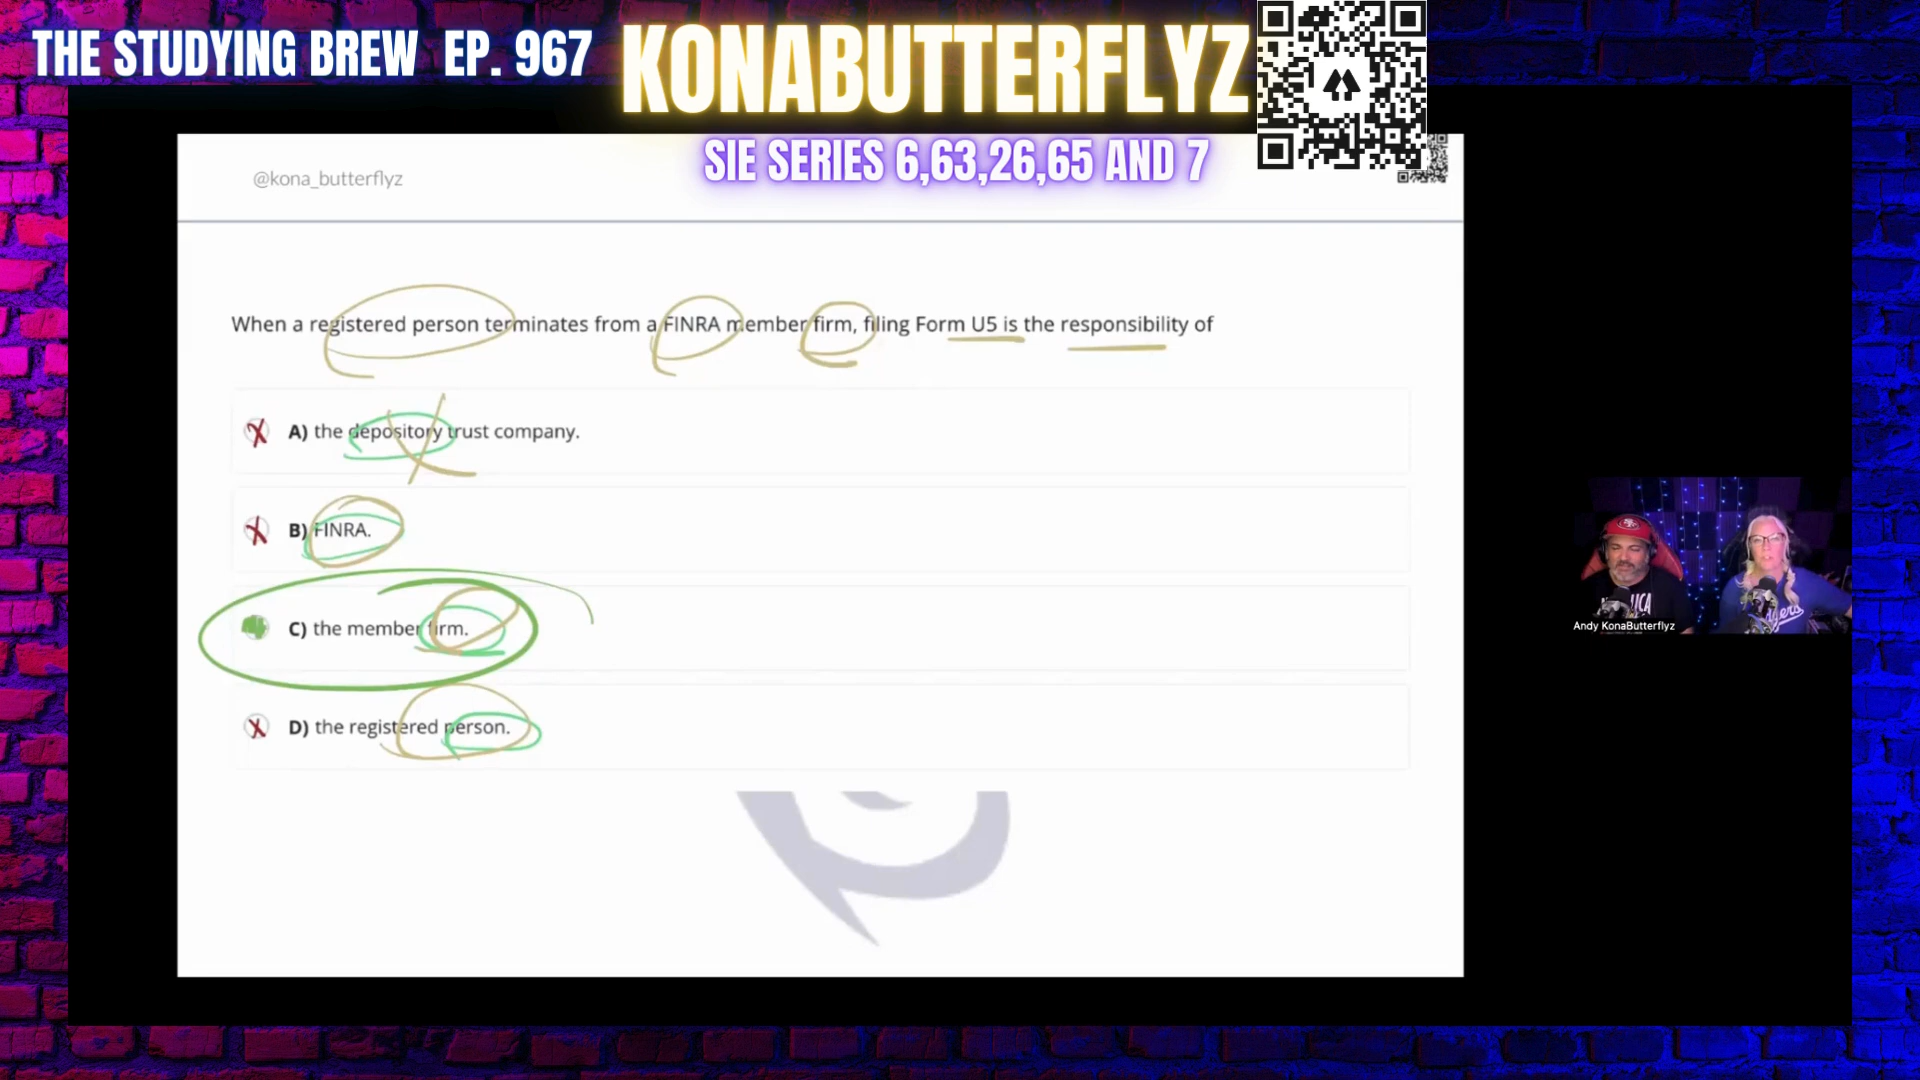 THE STUDYING BREW EP. 967
KONABUTTERFLYZ
SIE SERIES 6,63,26,65 AND 7
@kona_butterflyz
When a registered person terminates from a FINRA member firm, filing Form U5 is the responsibility of
A) the depository trust company.
B) FINRA.
C) the member firm.
D) the registered person.
Andy KonaButterflyz